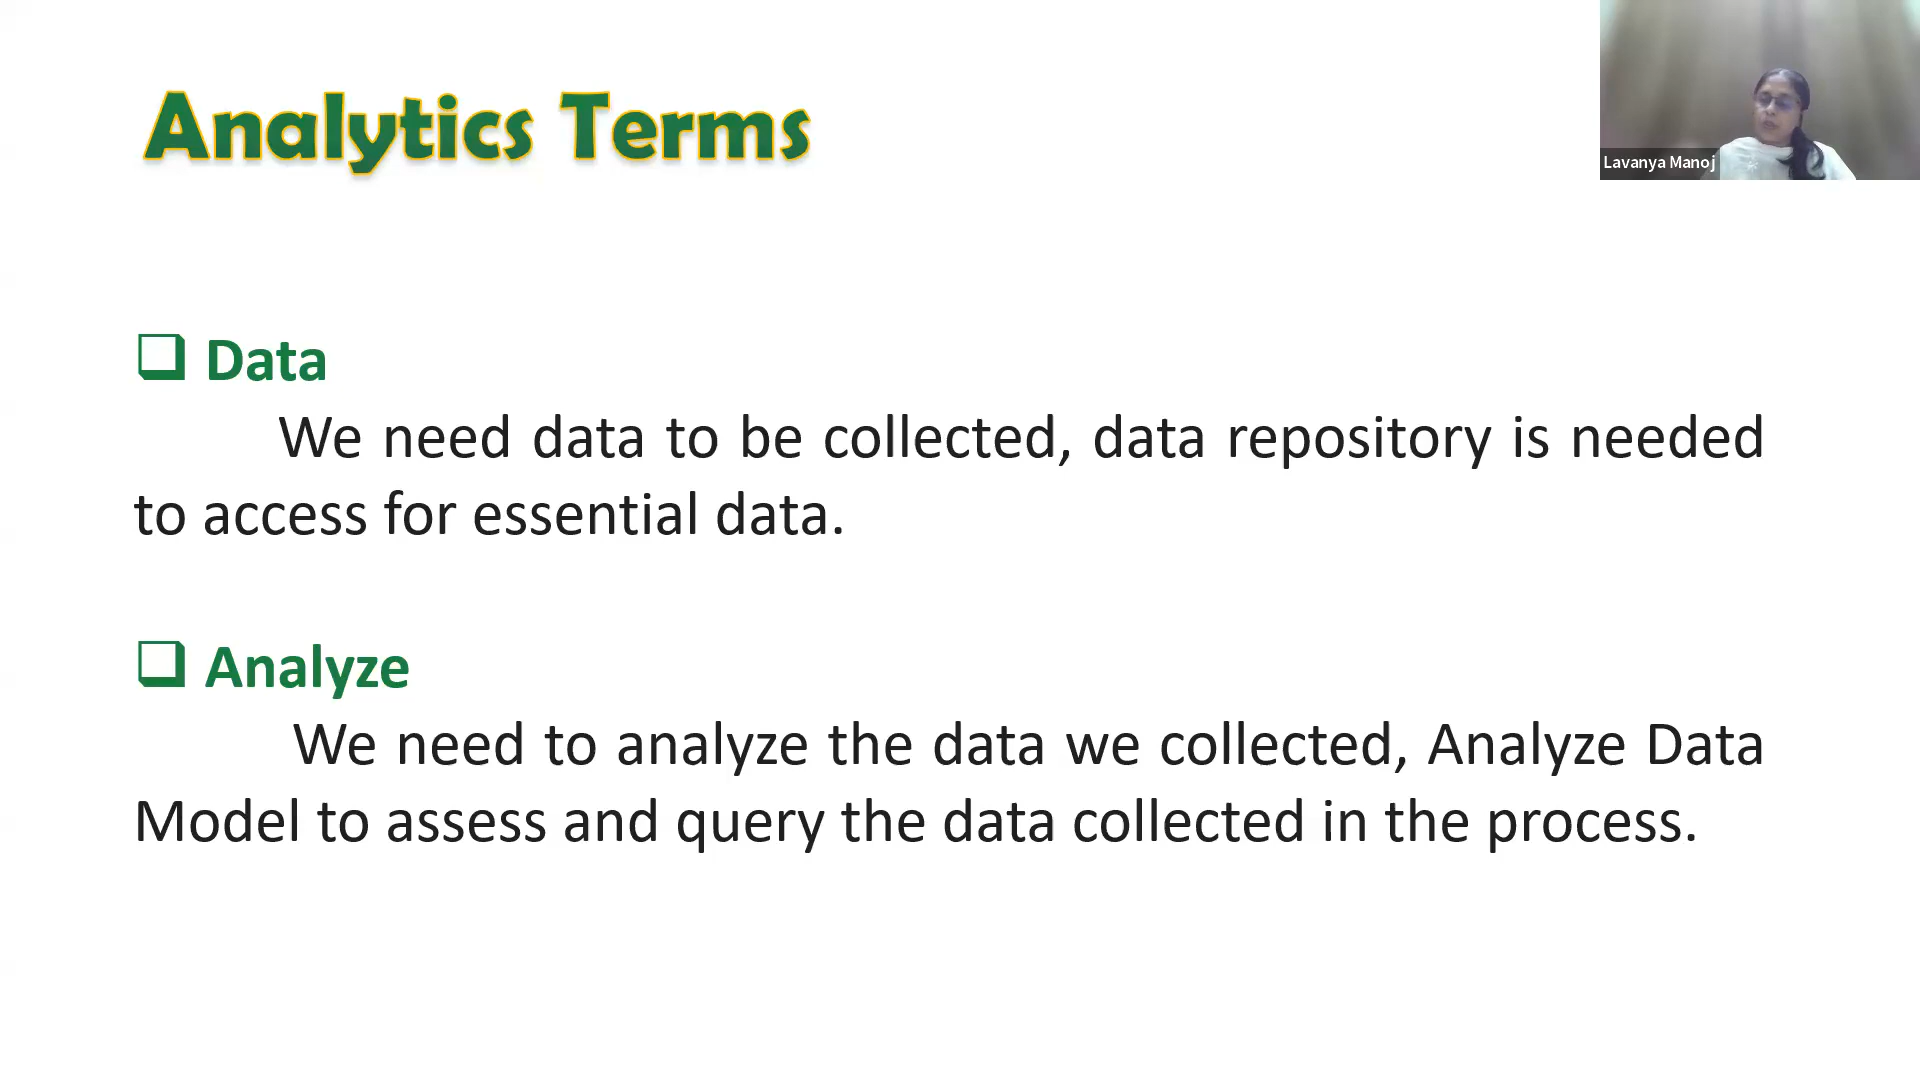 Analytics Terms
Lavanya Manoj
Data
We need data to be collected, data repository is needed
to access for essential data.
Analyze
We need to analyze the data we collected, Analyze Data
Model to assess and query the data collected in the process.